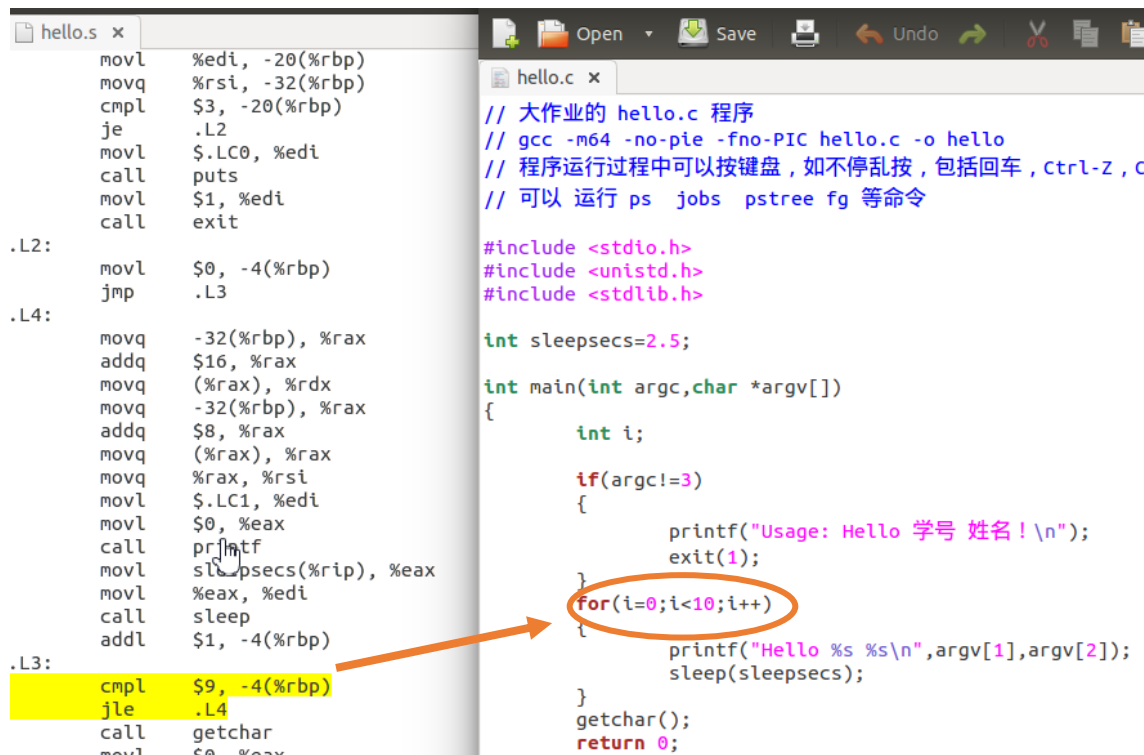 hello.s
movl %edi, -20(%rbp)
movq %rsi, -32(%rbp)
cmpl $3, -20(%rbp)
je .L2
movl $.LC0, %edi
call puts
movl $1, %edi
call exit
.L2:
movl $0, -4(%rbp)
jmp .L3
.L4:
movq -32(%rbp), %rax
addq $16, %rax
movq (%rax), %rdx
movq -32(%rbp), %rax
addq $8, %rax
movq (%rax), %rax
movq %rax, %rsi
movl $.LC1, %edi
movl $0, %eax
call printf
movl sleepsecs(%rip), %eax
movl %eax, %edi
call sleep
addl $1, -4(%rbp)
.L3:
cmpl $9, -4(%rbp)
jle .L4
call getchar
movl $0, %eax
Open Save Undo
hello.c
// 大作业的 hello.c 程序
// gcc -m64 -no-pie -fno-PIC hello.c -o hello
// 程序运行过程中可以按键盘，如不停乱按，包括回车，Ctrl-Z，C
// 可以 运行 ps jobs pstree fg 等命令
#include <stdio.h>
#include <unistd.h>
#include <stdlib.h>
int sleepsecs=2.5;
int main(int argc,char *argv[])
{
int i;
if(argc!=3)
{
printf("Usage: Hello 学号 姓名！\n");
exit(1);
}
for(i=0;i<10;i++)
{
printf("Hello %s %s\n",argv[1],argv[2]);
sleep(sleepsecs);
}
getchar();
return 0;